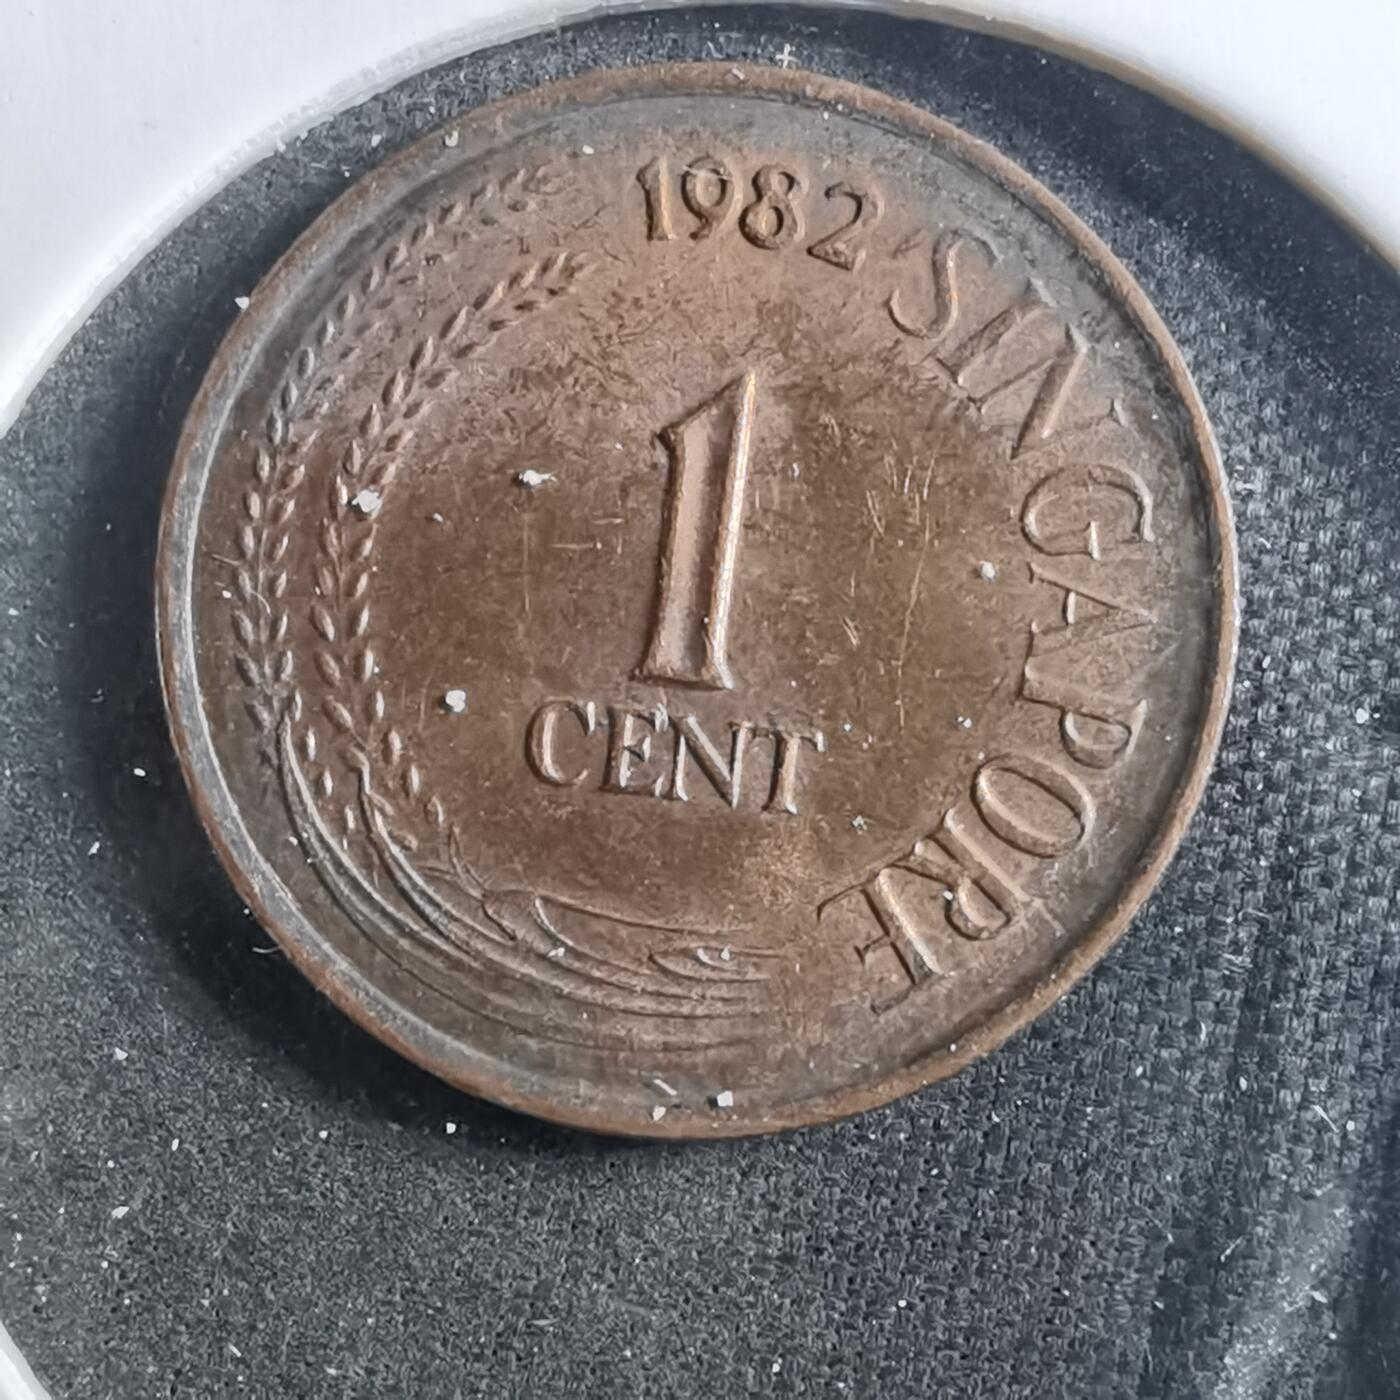 1982
SINGAPORE
1
CENT